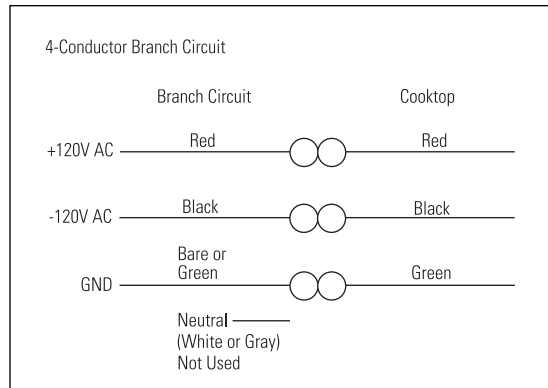 4-Conductor Branch Circuit
Branch Circuit Cooktop
+120V AC Red Red
-120V AC Black Black
Bare or
Green
GND Green
Neutral
(White or Gray)
Not Used